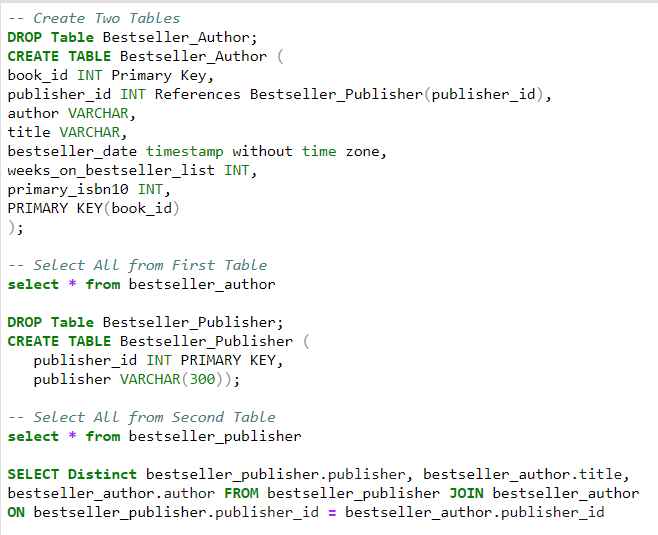 -- Create Two Tables
DROP Table Bestseller_Author;
CREATE TABLE Bestseller_Author (
book_id INT Primary Key,
publisher_id INT References Bestseller_Publisher(publisher_id),
author VARCHAR,
title VARCHAR,
bestseller_date timestamp without time zone,
weeks_on_bestseller_list INT,
primary_isbn10 INT,
PRIMARY KEY(book_id)
);

-- Select All from First Table
select * from bestseller_author

DROP Table Bestseller_Publisher;
CREATE TABLE Bestseller_Publisher (
   publisher_id INT PRIMARY KEY,
   publisher VARCHAR(300));

-- Select All from Second Table
select * from bestseller_publisher

SELECT Distinct bestseller_publisher.publisher, bestseller_author.title,
bestseller_author.author FROM bestseller_publisher JOIN bestseller_author
ON bestseller_publisher.publisher_id = bestseller_author.publisher_id